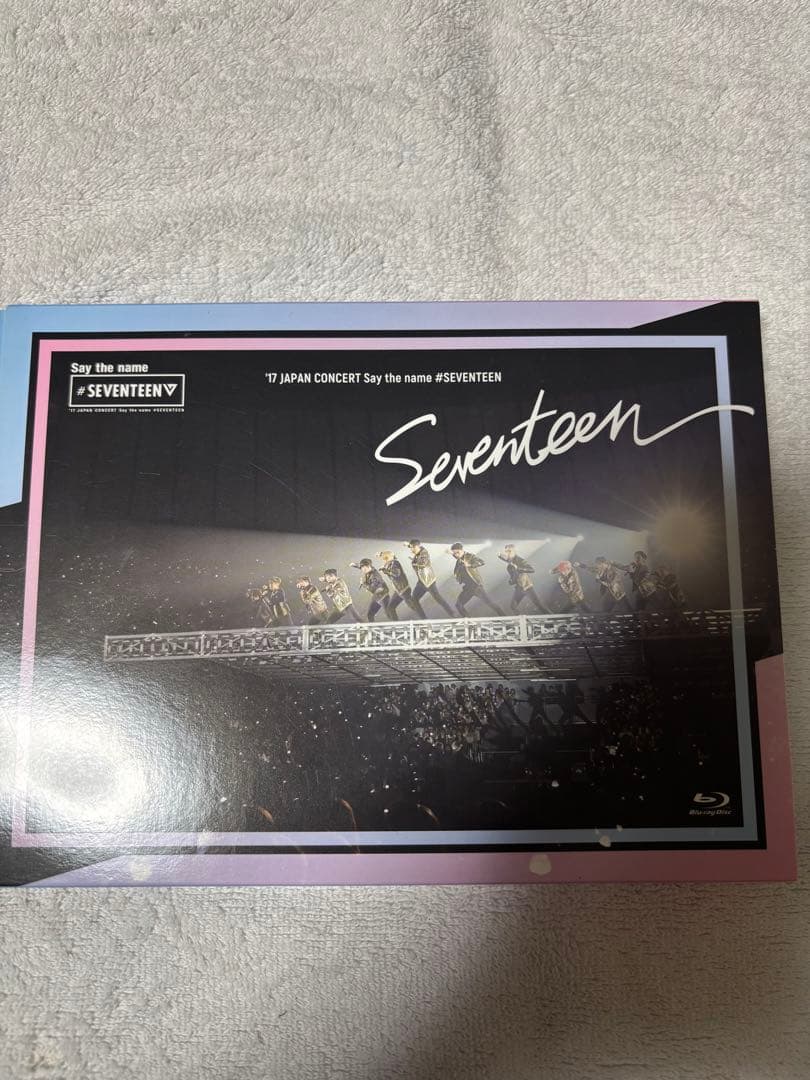 Say the name
#SEVENTEEN
'17 JAPAN CONCERT Say the name #SEVENTEEN
'17 JAPAN CONCERT Say the name #SEVENTEEN
Seventeen
Blu-ray Disc